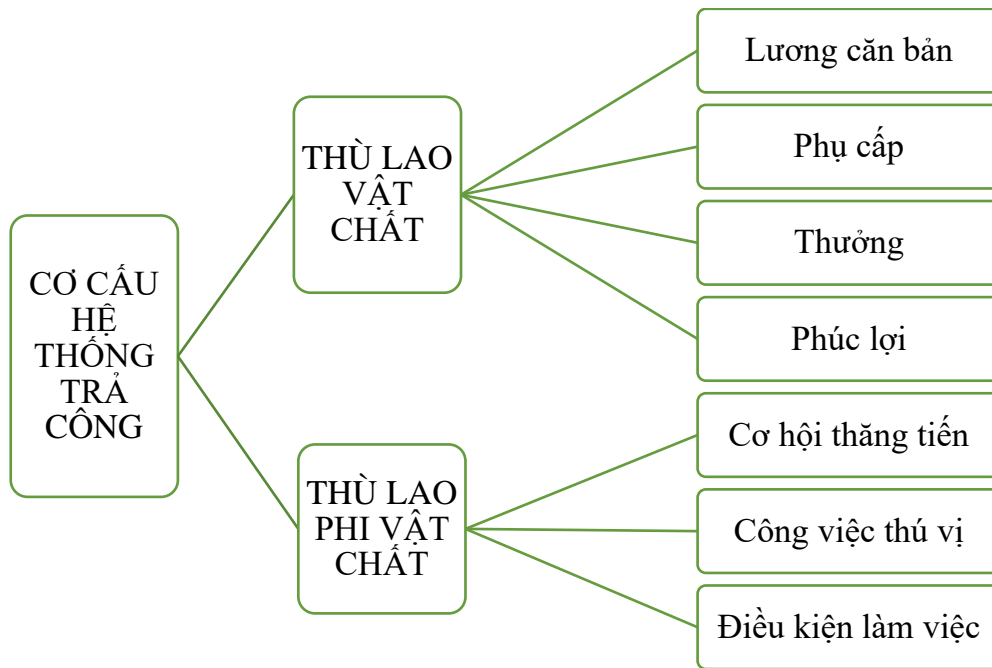 CƠ CẤU
HỆ
THỐNG
TRẢ
CÔNG
THÙ LAO
VẬT
CHẤT
Lương căn bản
Phụ cấp
Thưởng
Phúc lợi
THÙ LAO
PHI VẬT
CHẤT
Cơ hội thăng tiến
Công việc thú vị
Điều kiện làm việc